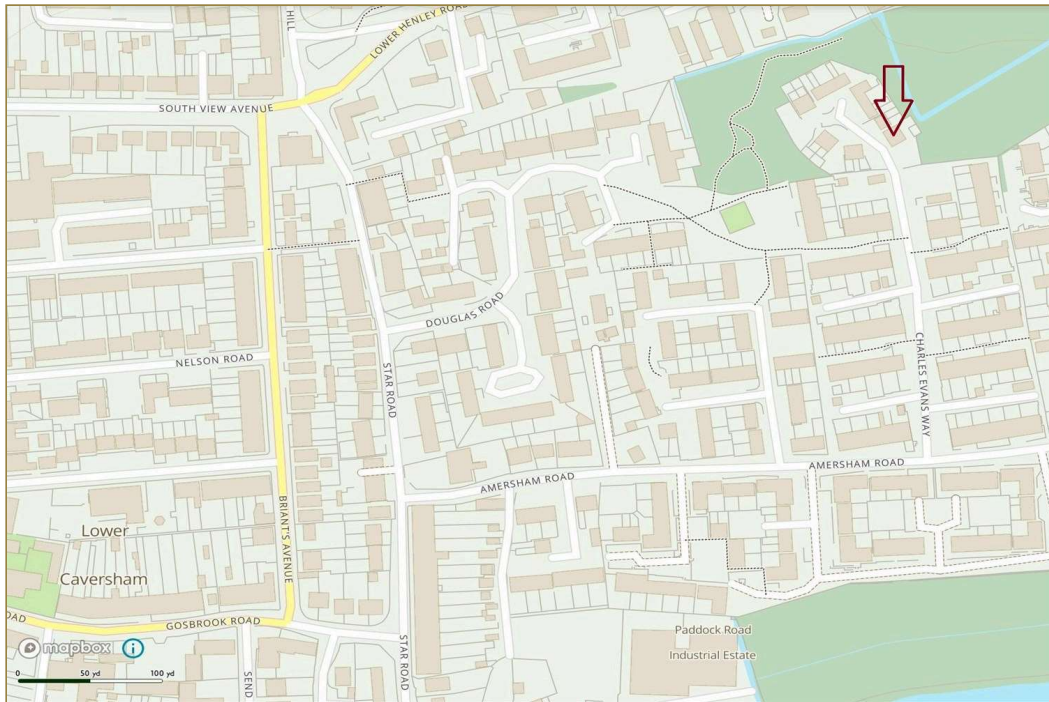 HILL
LOWER HENLEY ROAD
SOUTH VIEW AVENUE
DOUGLAS ROAD
NELSON ROAD
STAR ROAD
CHARLES EVANS WAY
AMERSHAM ROAD
AMERSHAM ROAD
BRIANT'S AVENUE
Lower
Caversham
OAD
GOSBROOK ROAD
STAR ROAD
SEND
Paddock Road
Industrial Estate
mapbox i
0 50 yd 100 yd